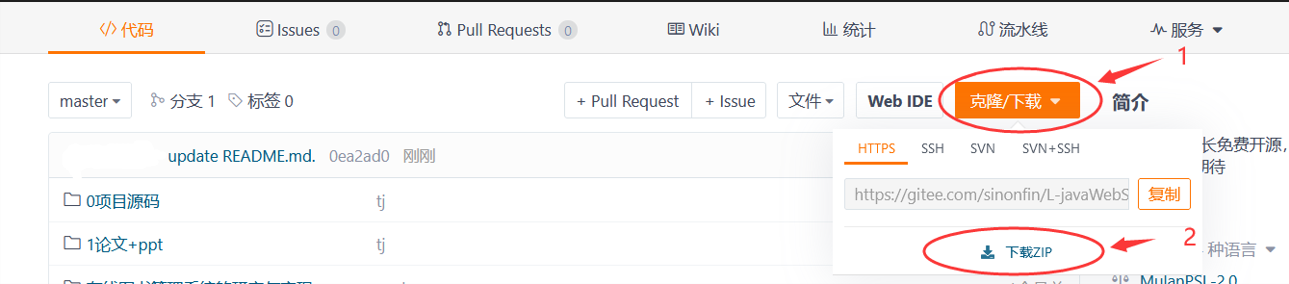 代码 Issues 0 Pull Requests 0 Wiki 统计 流水线 服务
1
master 分支 1 标签 0 + Pull Request + Issue 文件 Web IDE 克隆/下载 简介
update README.md. 0ea2ad0 刚刚
HTTPS SSH SVN SVN+SSH
长免费开源，
期待
0项目源码 tj
https://gitee.com/sinonfin/L-javaWebS 复制
1论文+ppt tj
2
下载ZIP
种语言
MulanPSL-2.0